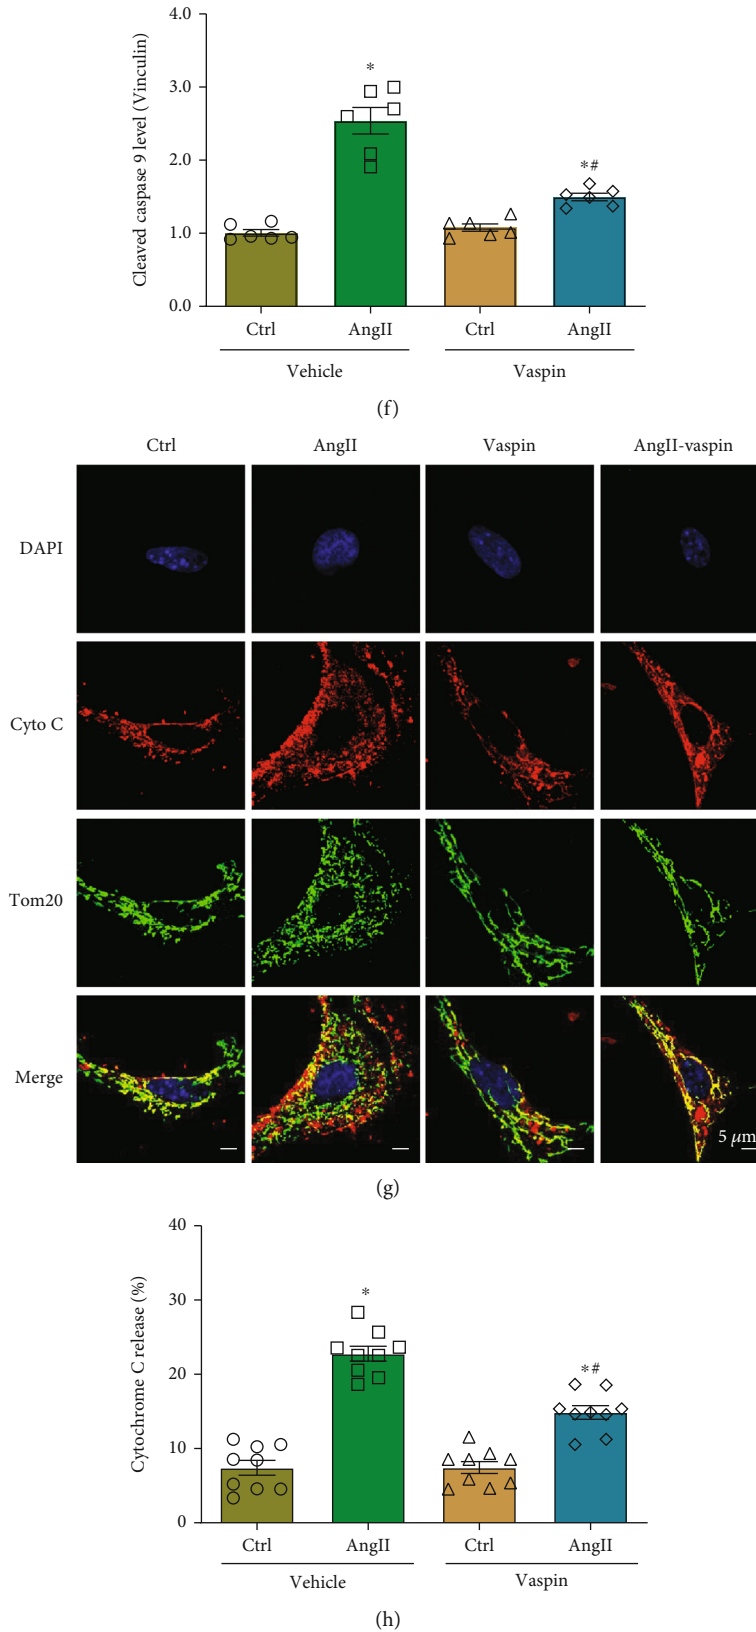 4.0
3.0
2.0
1.0
0.0
Cleaved caspase 9 level (Vinculin)
*
*#
Ctrl AngII Ctrl AngII
Vehicle Vaspin
(f)
Ctrl AngII Vaspin AngII-vaspin
DAPI
Cyto C
Tom20
Merge
5 μm
(g)
40
30
20
10
0
Cytochrome C release (%)
*
*#
Ctrl AngII Ctrl AngII
Vehicle Vaspin
(h)